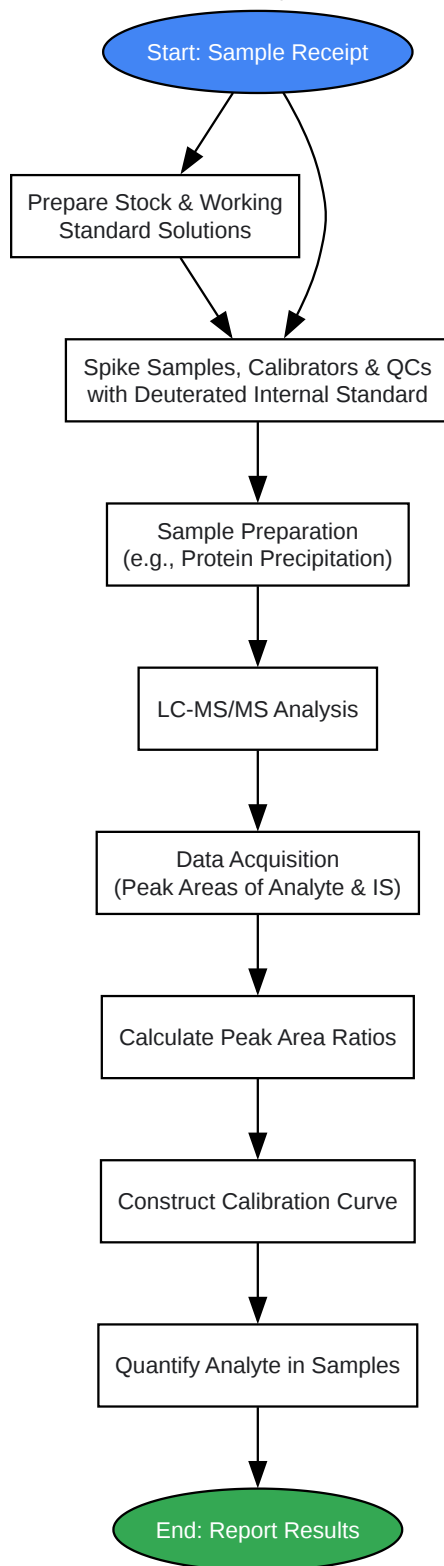 Start: Sample Receipt
Prepare Stock & Working
Standard Solutions
Spike Samples, Calibrators & QCs
with Deuterated Internal Standard
Sample Preparation
(e.g., Protein Precipitation)
LC-MS/MS Analysis
Data Acquisition
(Peak Areas of Analyte & IS)
Calculate Peak Area Ratios
Construct Calibration Curve
Quantify Analyte in Samples
End: Report Results